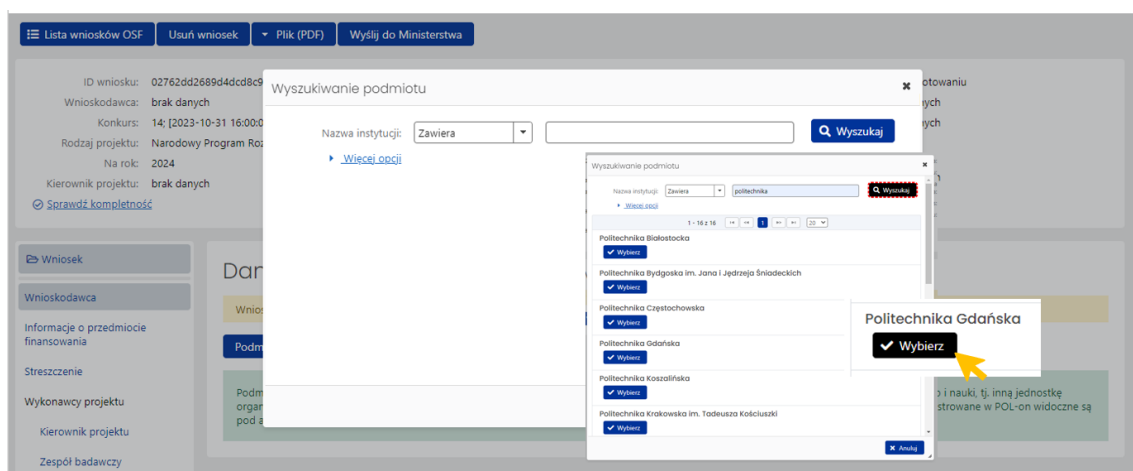 Lista wniosków OSF
Usuń wniosek
Plik (PDF)
Wyślij do Ministerstwa
ID wniosku: 02762dd2689d4dcd8c9
Wnioskodawca: brak danych
Konkurs: 14; [2023-10-31 16:00:0
Rodzaj projektu: Narodowy Program Roz
Na rok: 2024
Kierownik projektu: brak danych
Sprawdź kompletność
otowaniu
ych
ych
Wniosek
Wnioskodawca
Informacje o przedmiocie
finansowania
Streszczenie
Wykonawcy projektu
Kierownik projektu
Zespół badawczy
Dan
Wnios
Podm
Podm
organ
pod a
o i nauki, tj. inną jednostkę
strowane w POL-on widoczne są
Wyszukiwanie podmiotu
Nazwa instytucji: Zawiera
Wyszukaj
Więcej opcji
Wyszukiwanie podmiotu
Nazwa instytucji: Zawiera politechnika Wyszukaj
Więcej opcji
1 - 16 z 16 1 20
Politechnika Białostocka
Wybierz
Politechnika Bydgoska im. Jana i Jędrzeja Śniadeckich
Wybierz
Politechnika Częstochowska
Wybierz
Politechnika Gdańska
Wybierz
Politechnika Koszalińska
Wybierz
Politechnika Krakowska im. Tadeusza Kościuszki
Wybierz
Anuluj
Politechnika Gdańska
Wybierz